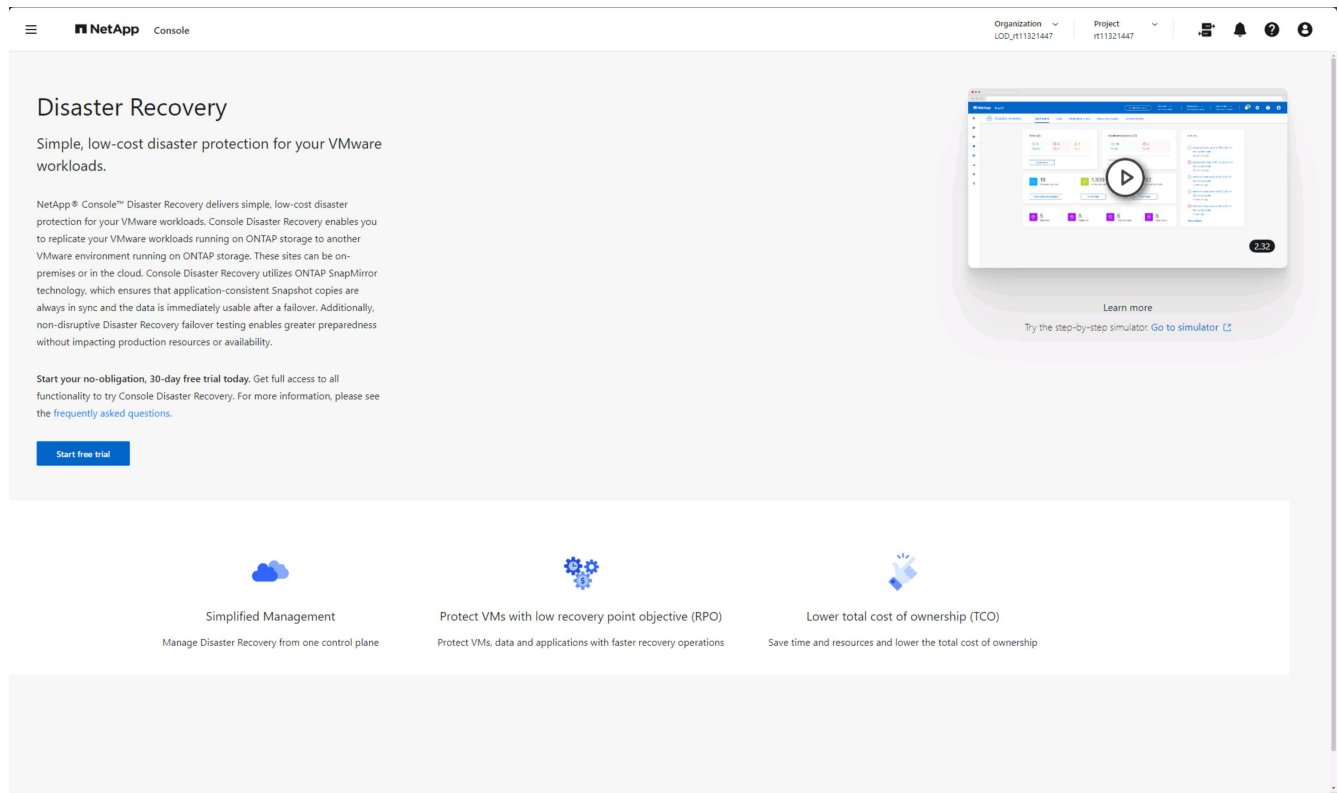 NetApp Console
Organization
LOD_rt11321447
Project
rt11321447
Disaster Recovery
Simple, low-cost disaster protection for your VMware
workloads.
NetApp® Console™ Disaster Recovery delivers simple, low-cost disaster
protection for your VMware workloads. Console Disaster Recovery enables you
to replicate your VMware workloads running on ONTAP storage to another
VMware environment running on ONTAP storage. These sites can be on-
premises or in the cloud. Console Disaster Recovery utilizes ONTAP SnapMirror
technology, which ensures that application-consistent Snapshot copies are
always in sync and the data is immediately usable after a failover. Additionally,
non-disruptive Disaster Recovery failover testing enables greater preparedness
without impacting production resources or availability.
Start your no-obligation, 30-day free trial today. Get full access to all
functionality to try Console Disaster Recovery. For more information, please see
the frequently asked questions.
Start free trial
2:32
Learn more
Try the step-by-step simulator. Go to simulator
Simplified Management
Manage Disaster Recovery from one control plane
Protect VMs with low recovery point objective (RPO)
Protect VMs, data and applications with faster recovery operations
Lower total cost of ownership (TCO)
Save time and resources and lower the total cost of ownership